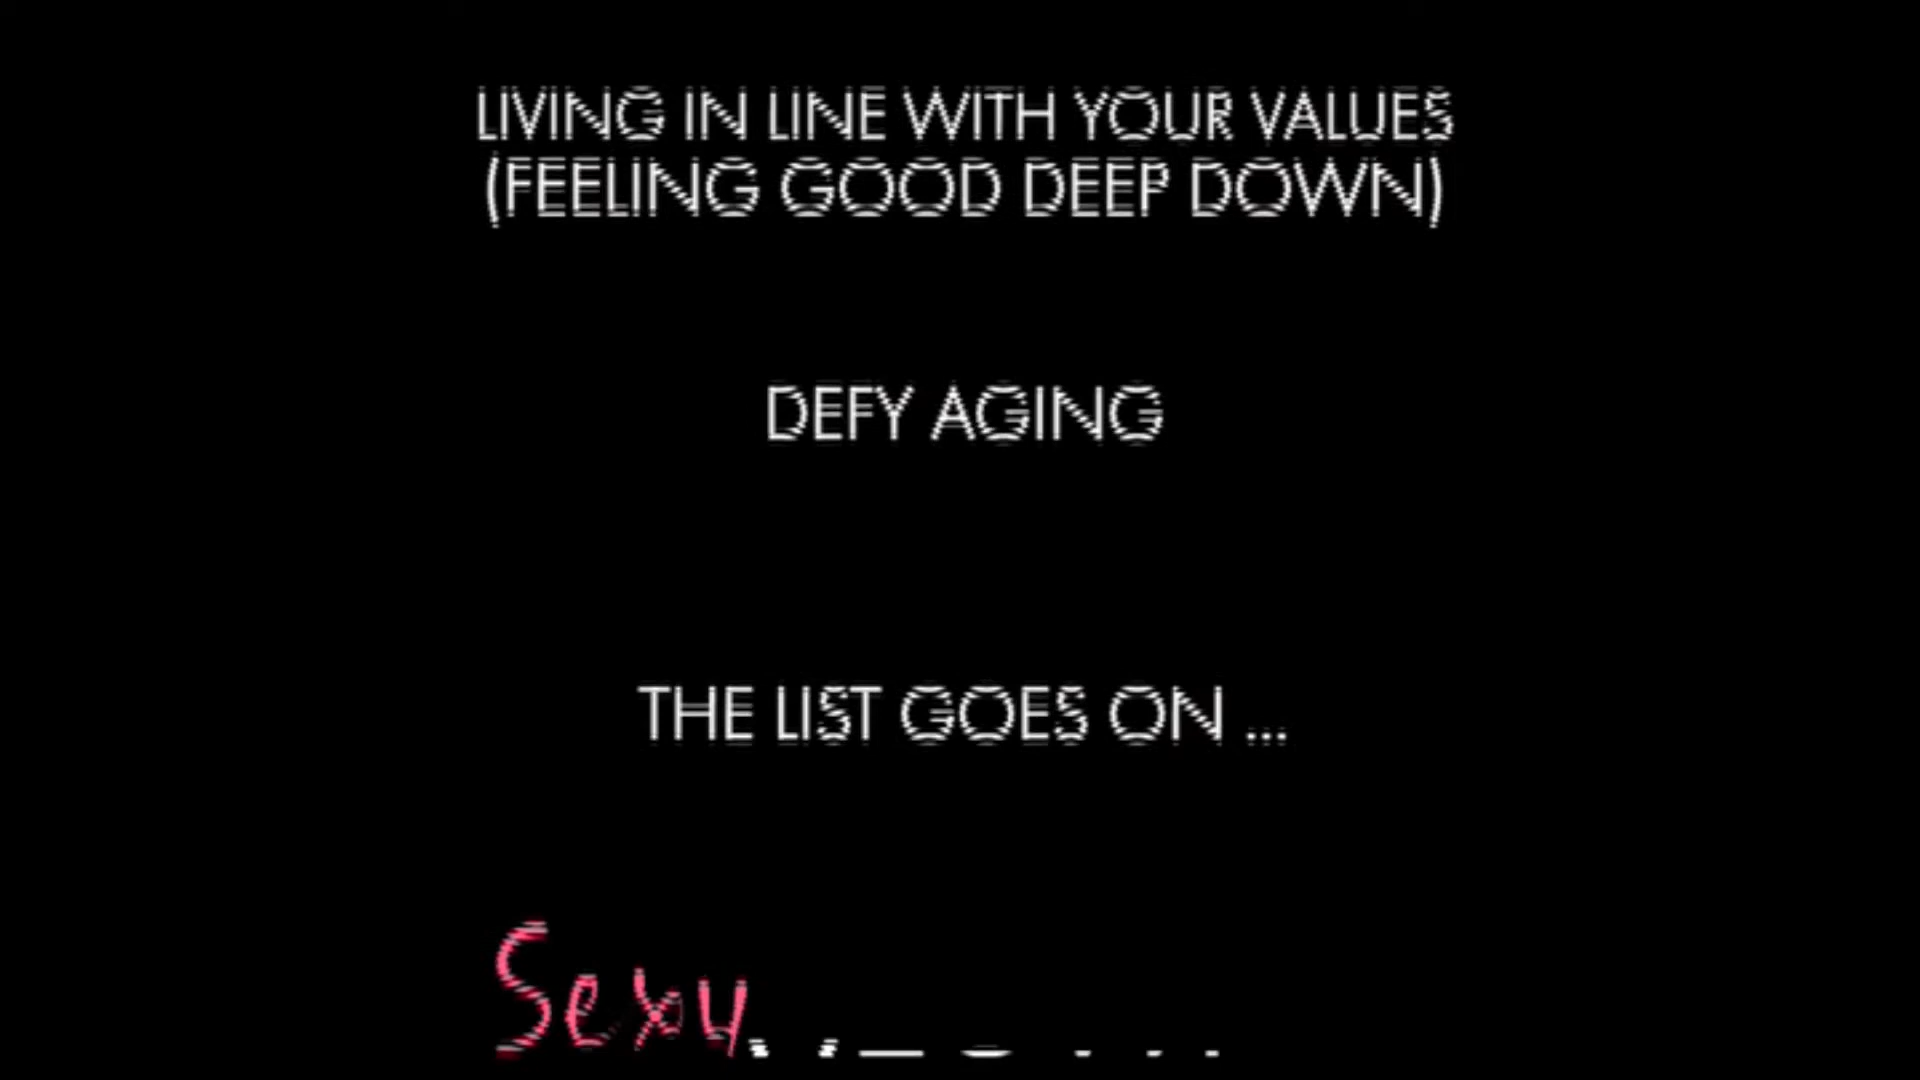 LIVING IN LINE WITH YOUR VALUES
(FEELING GOOD DEEP DOWN)
DEFY AGING
THE LIST GOES ON ...
Sexy